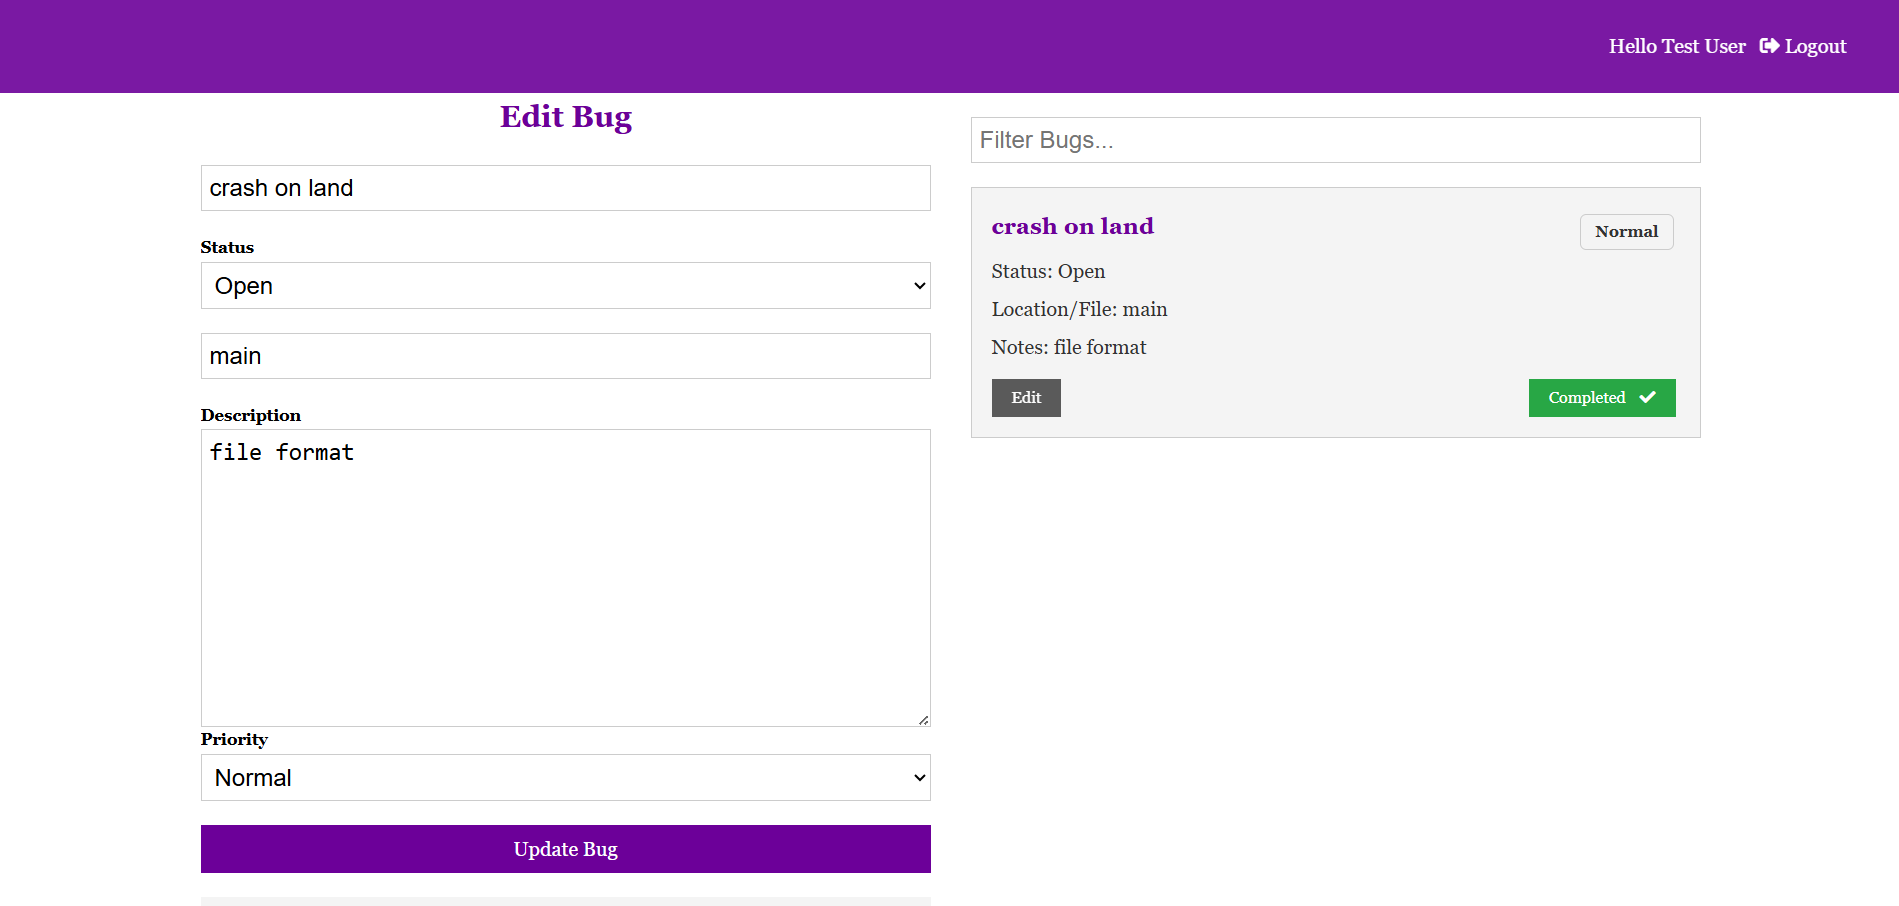 Hello Test User Logout
Edit Bug
crash on land
Status
Open
main
Description
file format
Priority
Normal
Update Bug
Filter Bugs...
crash on land
Normal
Status: Open
Location/File: main
Notes: file format
Edit
Completed